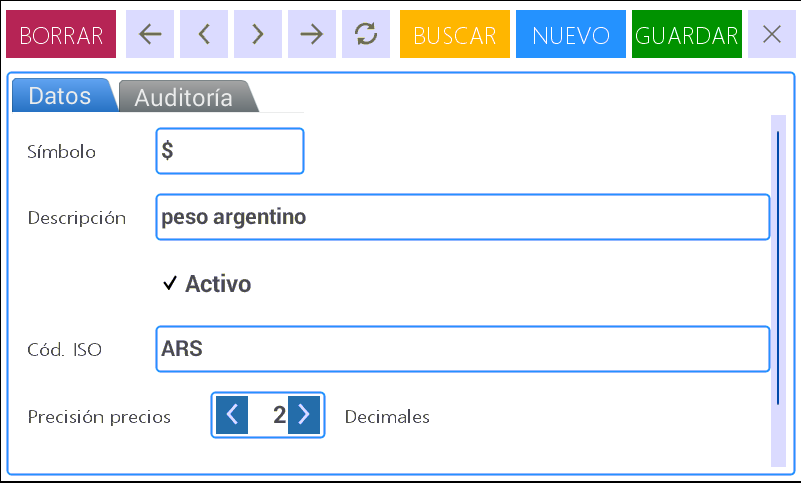 BORRAR BUSCAR NUEVO GUARDAR
Datos Auditoría
Símbolo $
Descripción peso argentino
Activo
Cód. ISO ARS
Precisión precios 2 Decimales